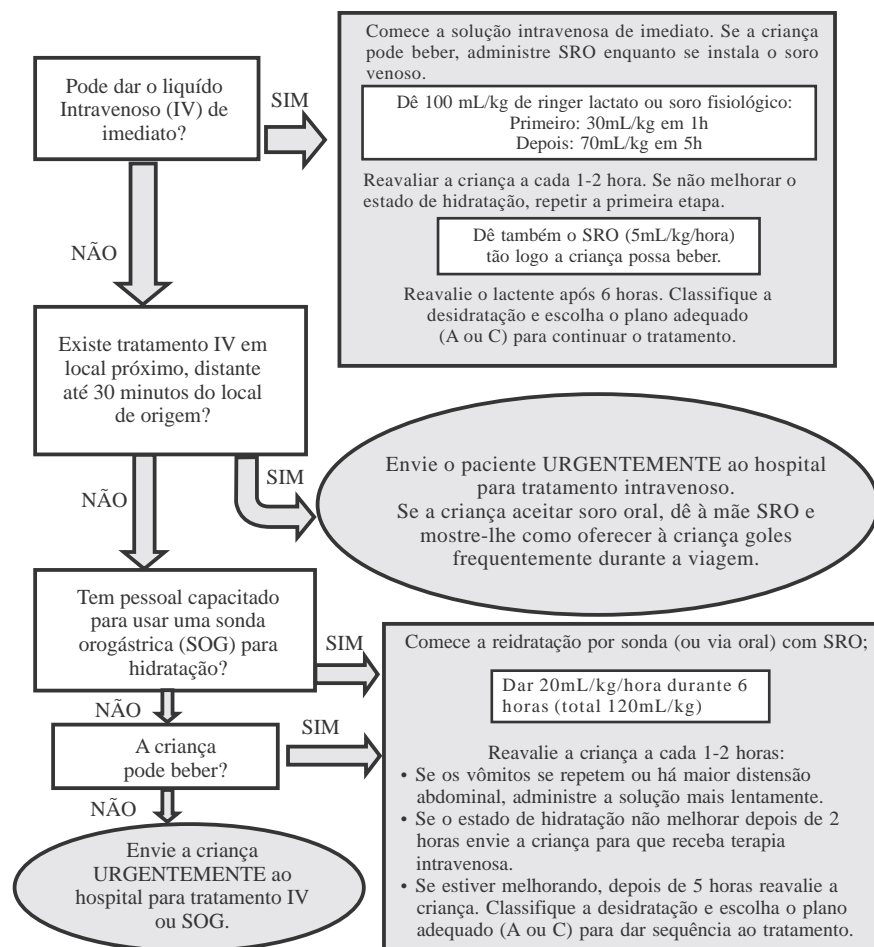 Pode dar o liquído
Intravenoso (IV) de
imediato?
SIM
Comece a solução intravenosa de imediato. Se a criança
pode beber, administre SRO enquanto se instala o soro
venoso.
Dê 100 mL/kg de ringer lactato ou soro fisiológico:
Primeiro: 30mL/kg em 1h
Depois: 70mL/kg em 5h
Reavaliar a criança a cada 1-2 hora. Se não melhorar o
estado de hidratação, repetir a primeira etapa.
Dê também o SRO (5mL/kg/hora)
tão logo a criança possa beber.
Reavalie o lactente após 6 horas. Classifique a
desidratação e escolha o plano adequado
(A ou C) para continuar o tratamento.
NÃO
Existe tratamento IV em
local próximo, distante
até 30 minutos do local
de origem?
SIM
Envie o paciente URGENTEMENTE ao hospital
para tratamento intravenoso.
Se a criança aceitar soro oral, dê à mãe SRO e
mostre-lhe como oferecer à criança goles
frequentemente durante a viagem.
NÃO
Tem pessoal capacitado
para usar uma sonda
orogástrica (SOG) para
hidratação?
SIM
Comece a reidratação por sonda (ou via oral) com SRO;
Dar 20mL/kg/hora durante 6
horas (total 120mL/kg)
Reavalie a criança a cada 1-2 horas:
• Se os vômitos se repetem ou há maior distensão
abdominal, administre a solução mais lentamente.
• Se o estado de hidratação não melhorar depois de 2
horas envie a criança para que receba terapia
intravenosa.
• Se estiver melhorando, depois de 5 horas reavalie a
criança. Classifique a desidratação e escolha o plano
adequado (A ou C) para dar sequência ao tratamento.
NÃO
A criança
pode beber?
SIM
NÃO
Envie a criança
URGENTEMENTE ao
hospital para tratamento IV
ou SOG.